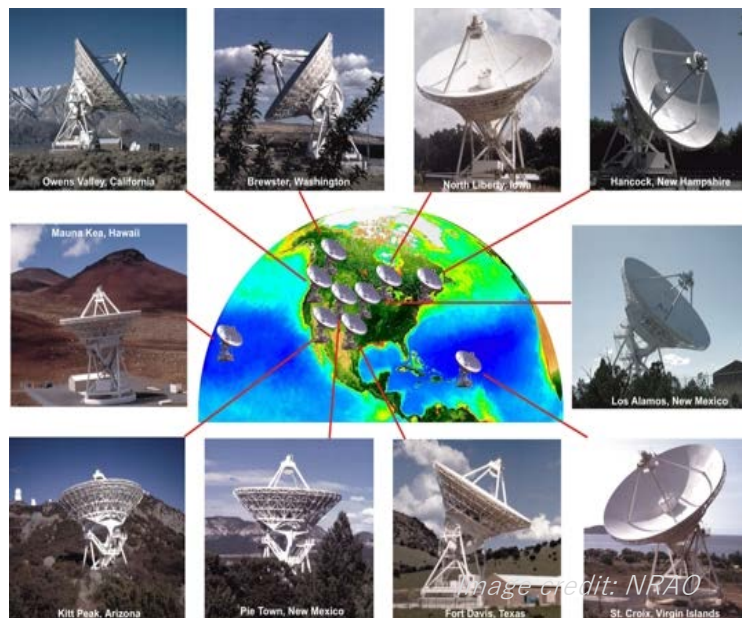 Owens Valley, California
Brewster, Washington
North Liberty, Iowa
Hancock, New Hampshire
Mauna Kea, Hawaii
Los Alamos, New Mexico
Kitt Peak, Arizona
Pie Town, New Mexico
Fort Davis, Texas
St. Croix, Virgin Islands
Image credit: NRAO